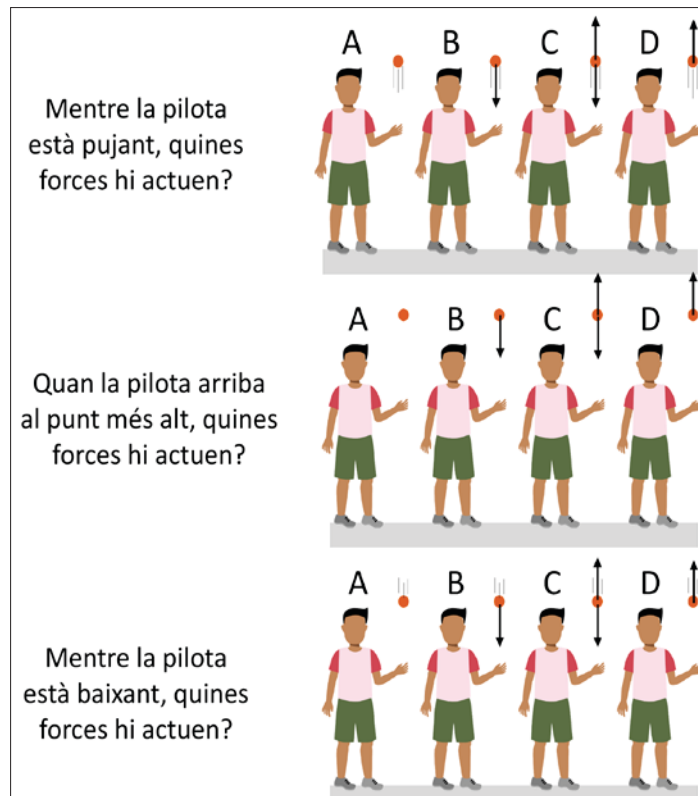 A B C D
Mentre la pilota
està pujant, quines
forces hi actuen?
A B C D
Quan la pilota arriba
al punt més alt, quines
forces hi actuen?
A B C D
Mentre la pilota
està baixant, quines
forces hi actuen?